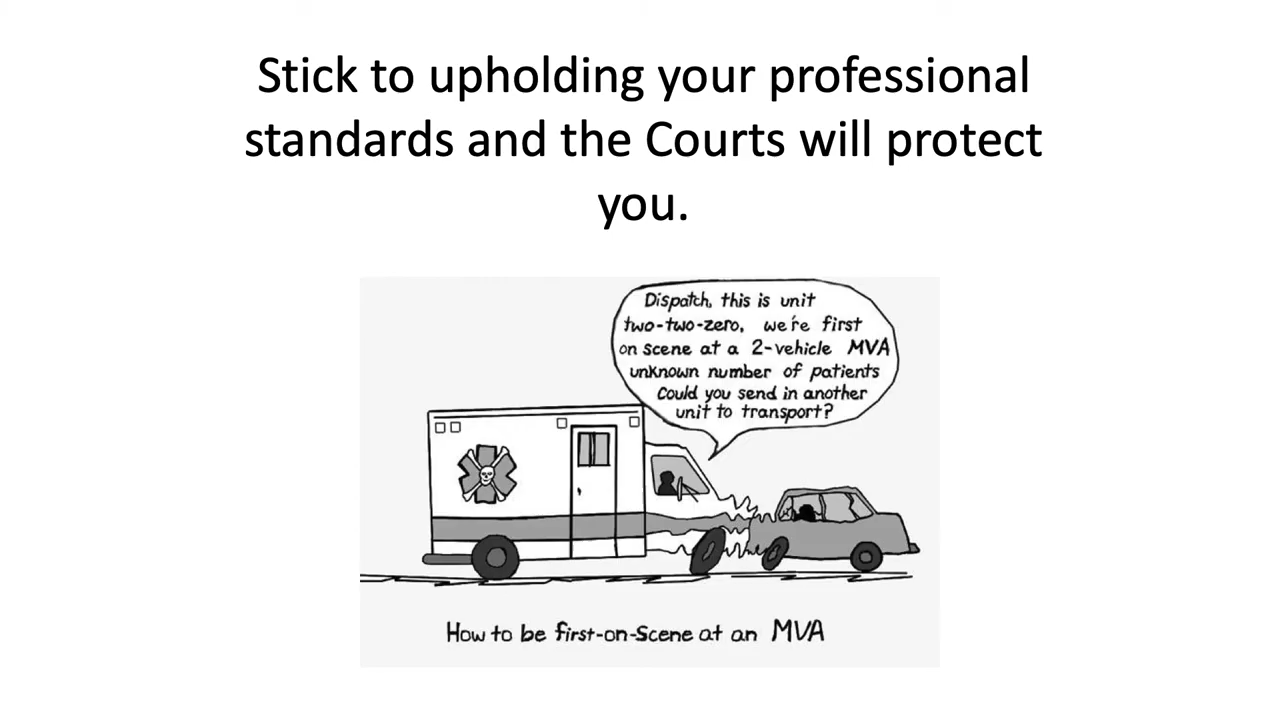 Stick to upholding your professional
standards and the Courts will protect
you.
Dispatch, this is unit
two-two-zero, we're first
on scene at a 2-vehicle MVA
unknown number of patients
Could you send in another
unit to transport?
How to be first-on-scene at an MVA